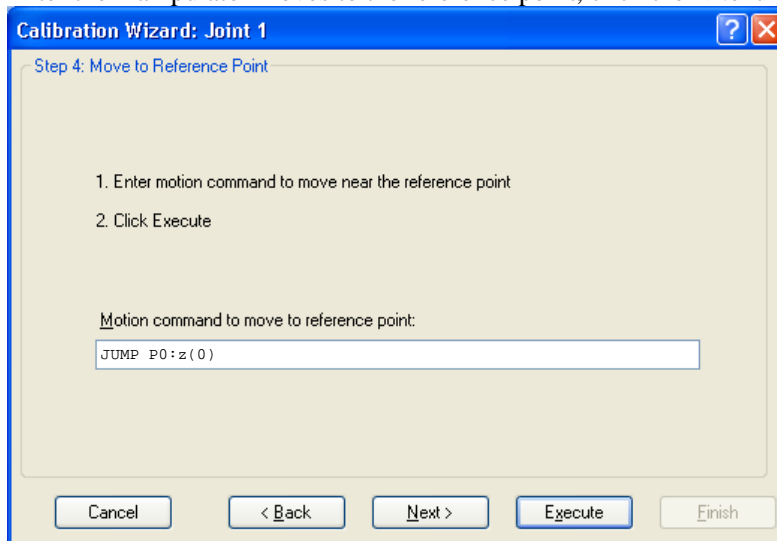 Calibration Wizard: Joint 1
Step 4: Move to Reference Point
1. Enter motion command to move near the reference point
2. Click Execute
Motion command to move to reference point:
JUMP P0:z(0)
Cancel < Back Next > Execute Finish